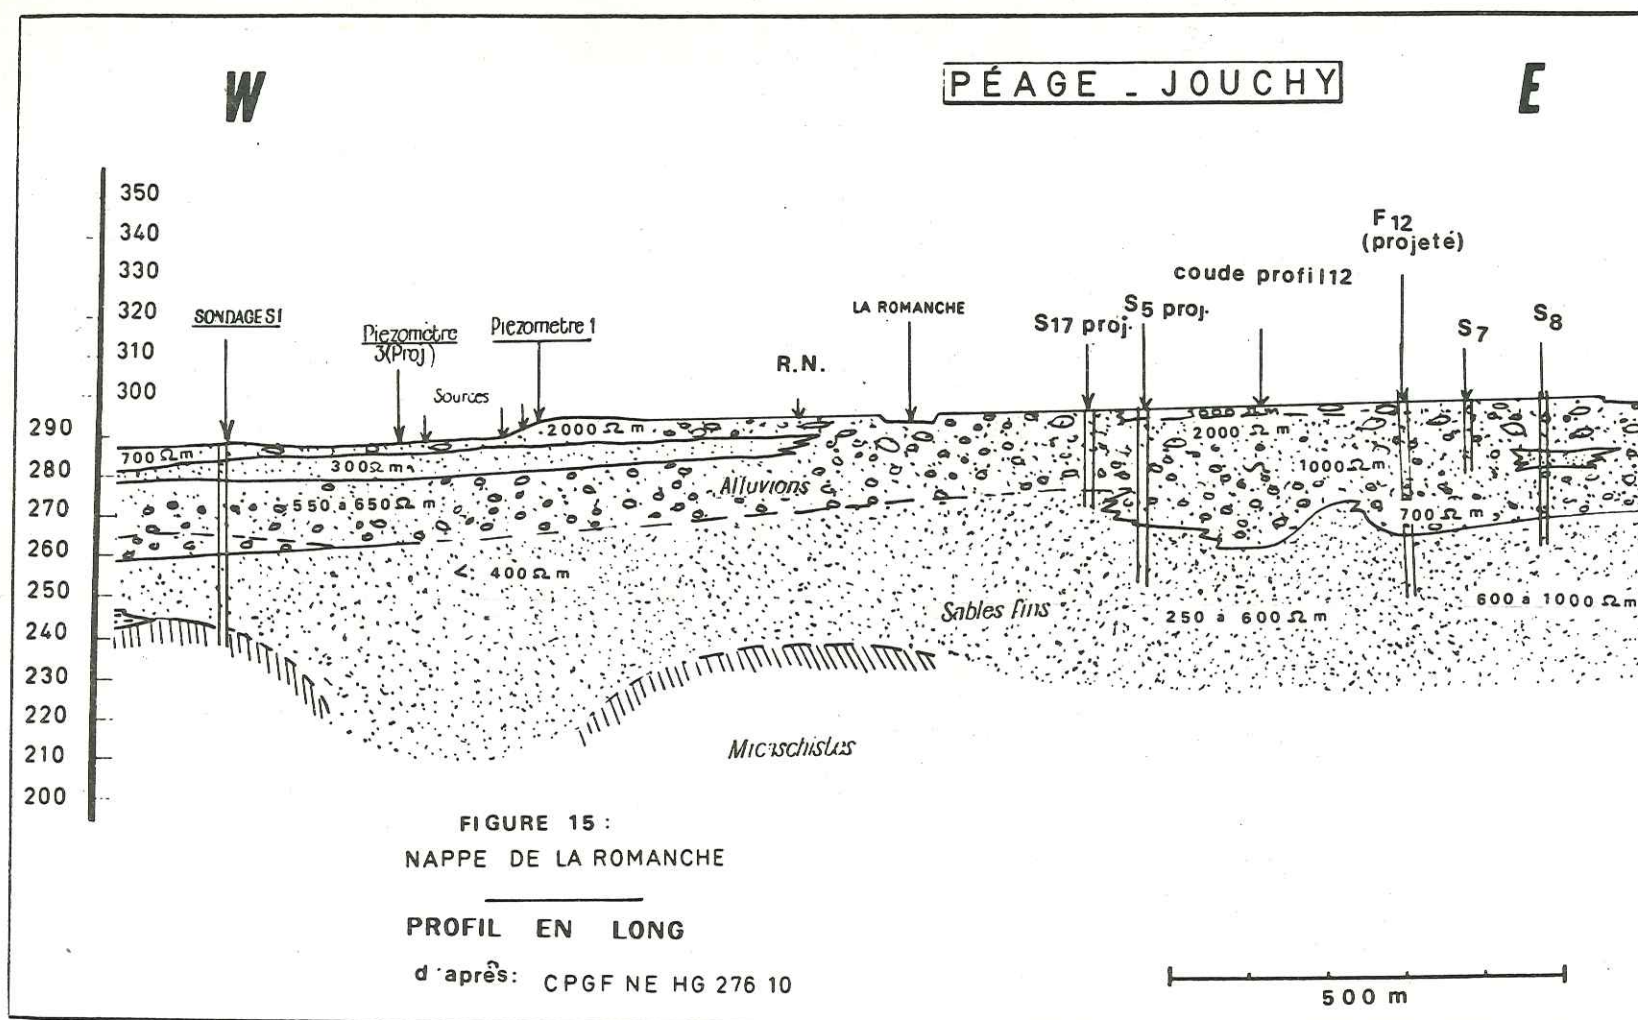 W
PÉAGE _ JOUCHY
E
350
340
330
320
310
300
290
280
270
260
250
240
230
220
210
200
SONDAGE S1
Piezomètre
3(Proj)
Sources
Piezometre 1
R.N.
LA ROMANCHE
S17 proj.
S5 proj.
coude profil 12
F12
(projeté)
S7
S8
700 Ω m
2000 Ω m
300 Ω m
550 à 650 Ω m
Alluvions
2000 Ω m
1000 Ω m
700 Ω m
< 400 Ω m
Sables fins
250 à 600 Ω m
600 à 1000 Ω m
Micaschistes
FIGURE 15 :
NAPPE DE LA ROMANCHE
PROFIL EN LONG
d'après: CPGF NE HG 276 10
500 m